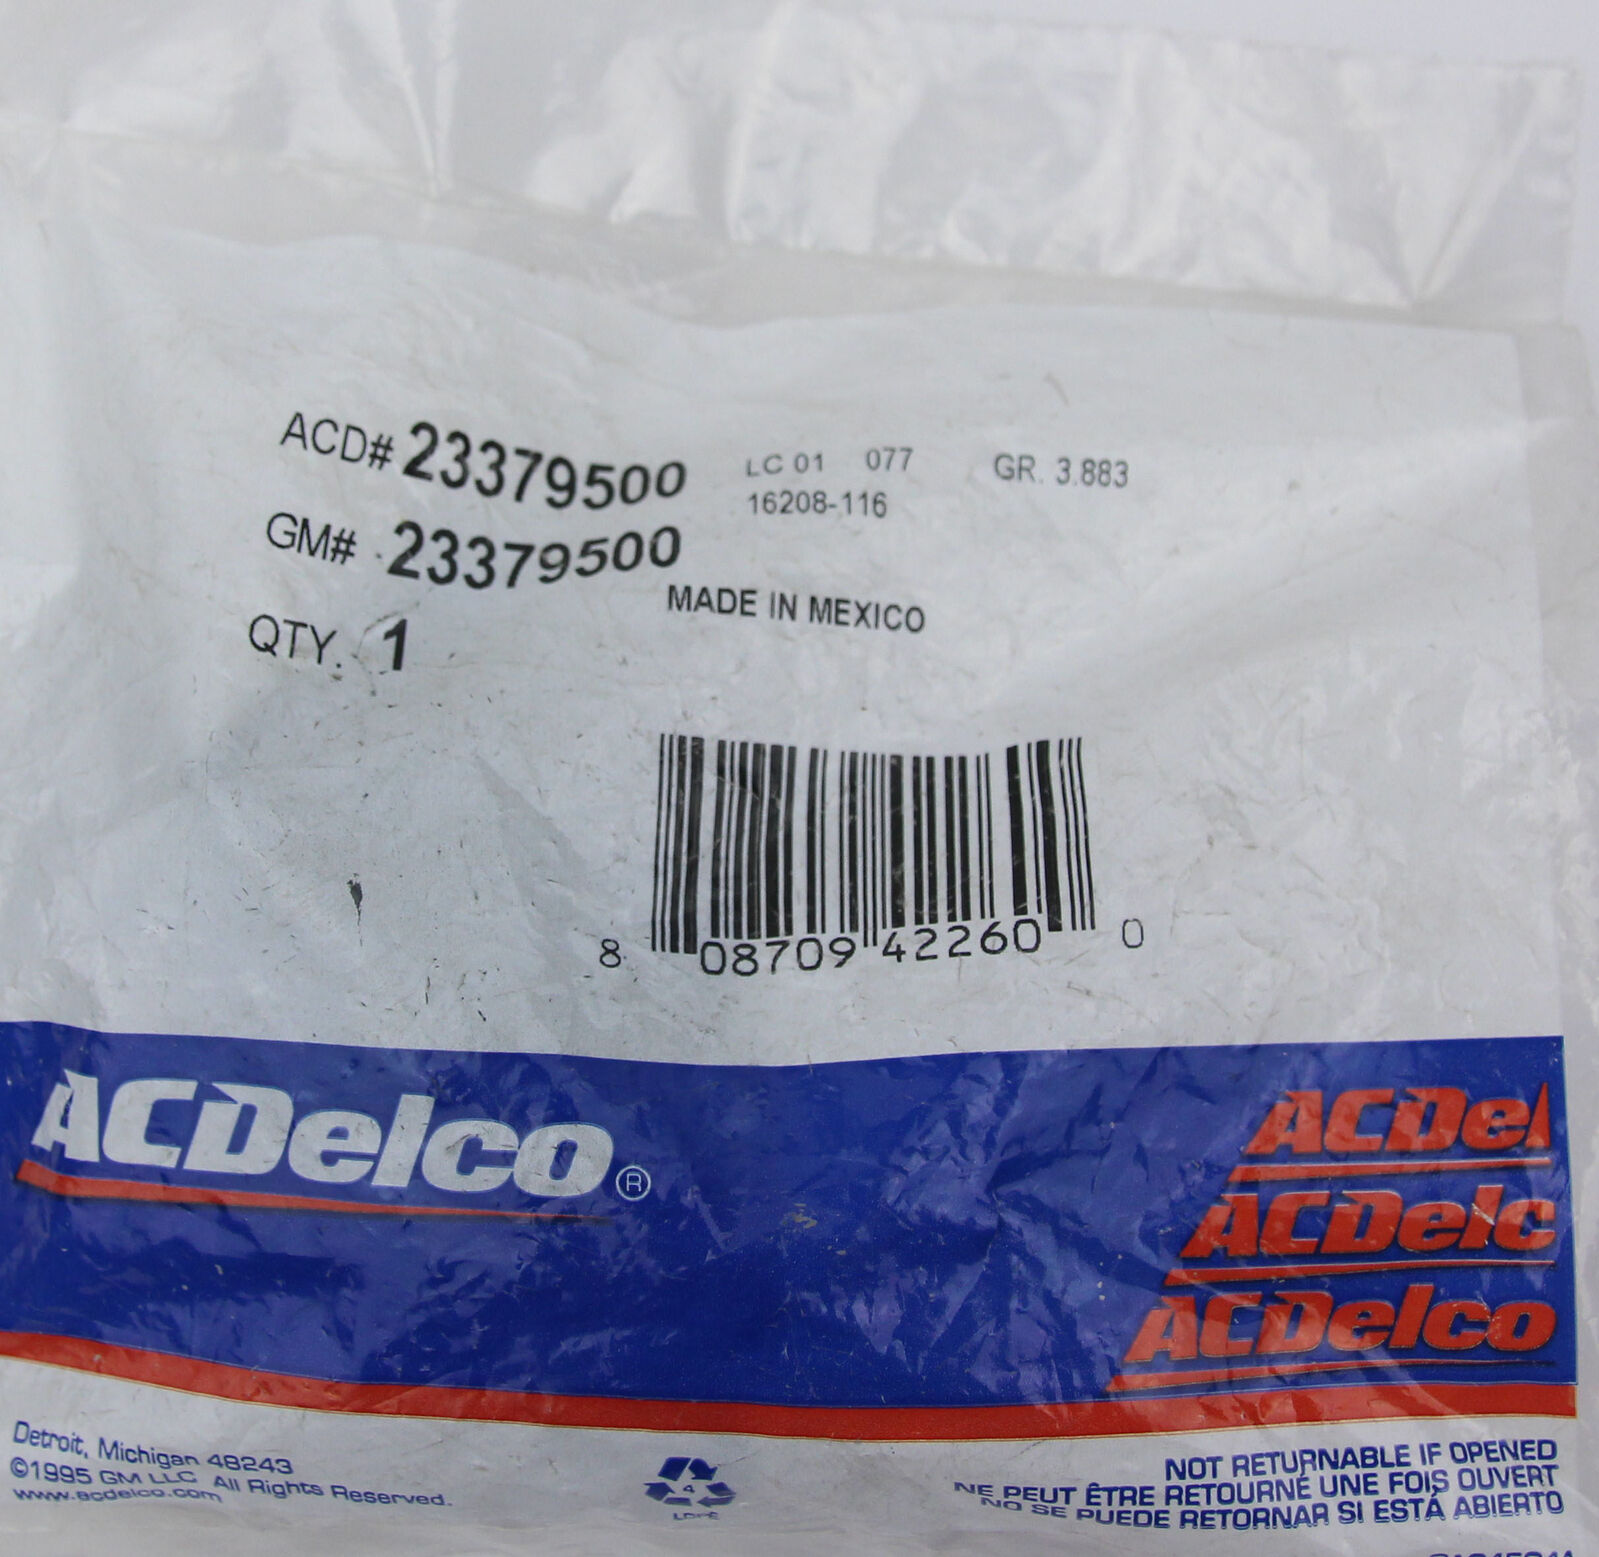 ACD# 23379500 LC 01 077 GR. 3.883
16208-116
GM# 23379500
MADE IN MEXICO
QTY. 1
8 08709 42260 0
ACDelco®
ACDel
ACDelc
ACDelco
Detroit, Michigan 48243
©1995 GM LLC All Rights Reserved.
www.acdelco.com
4
LDPE
NOT RETURNABLE IF OPENED
NE PEUT ÊTRE RETOURNÉ UNE FOIS OUVERT
NO SE PUEDE RETORNAR SI ESTÁ ABIERTO